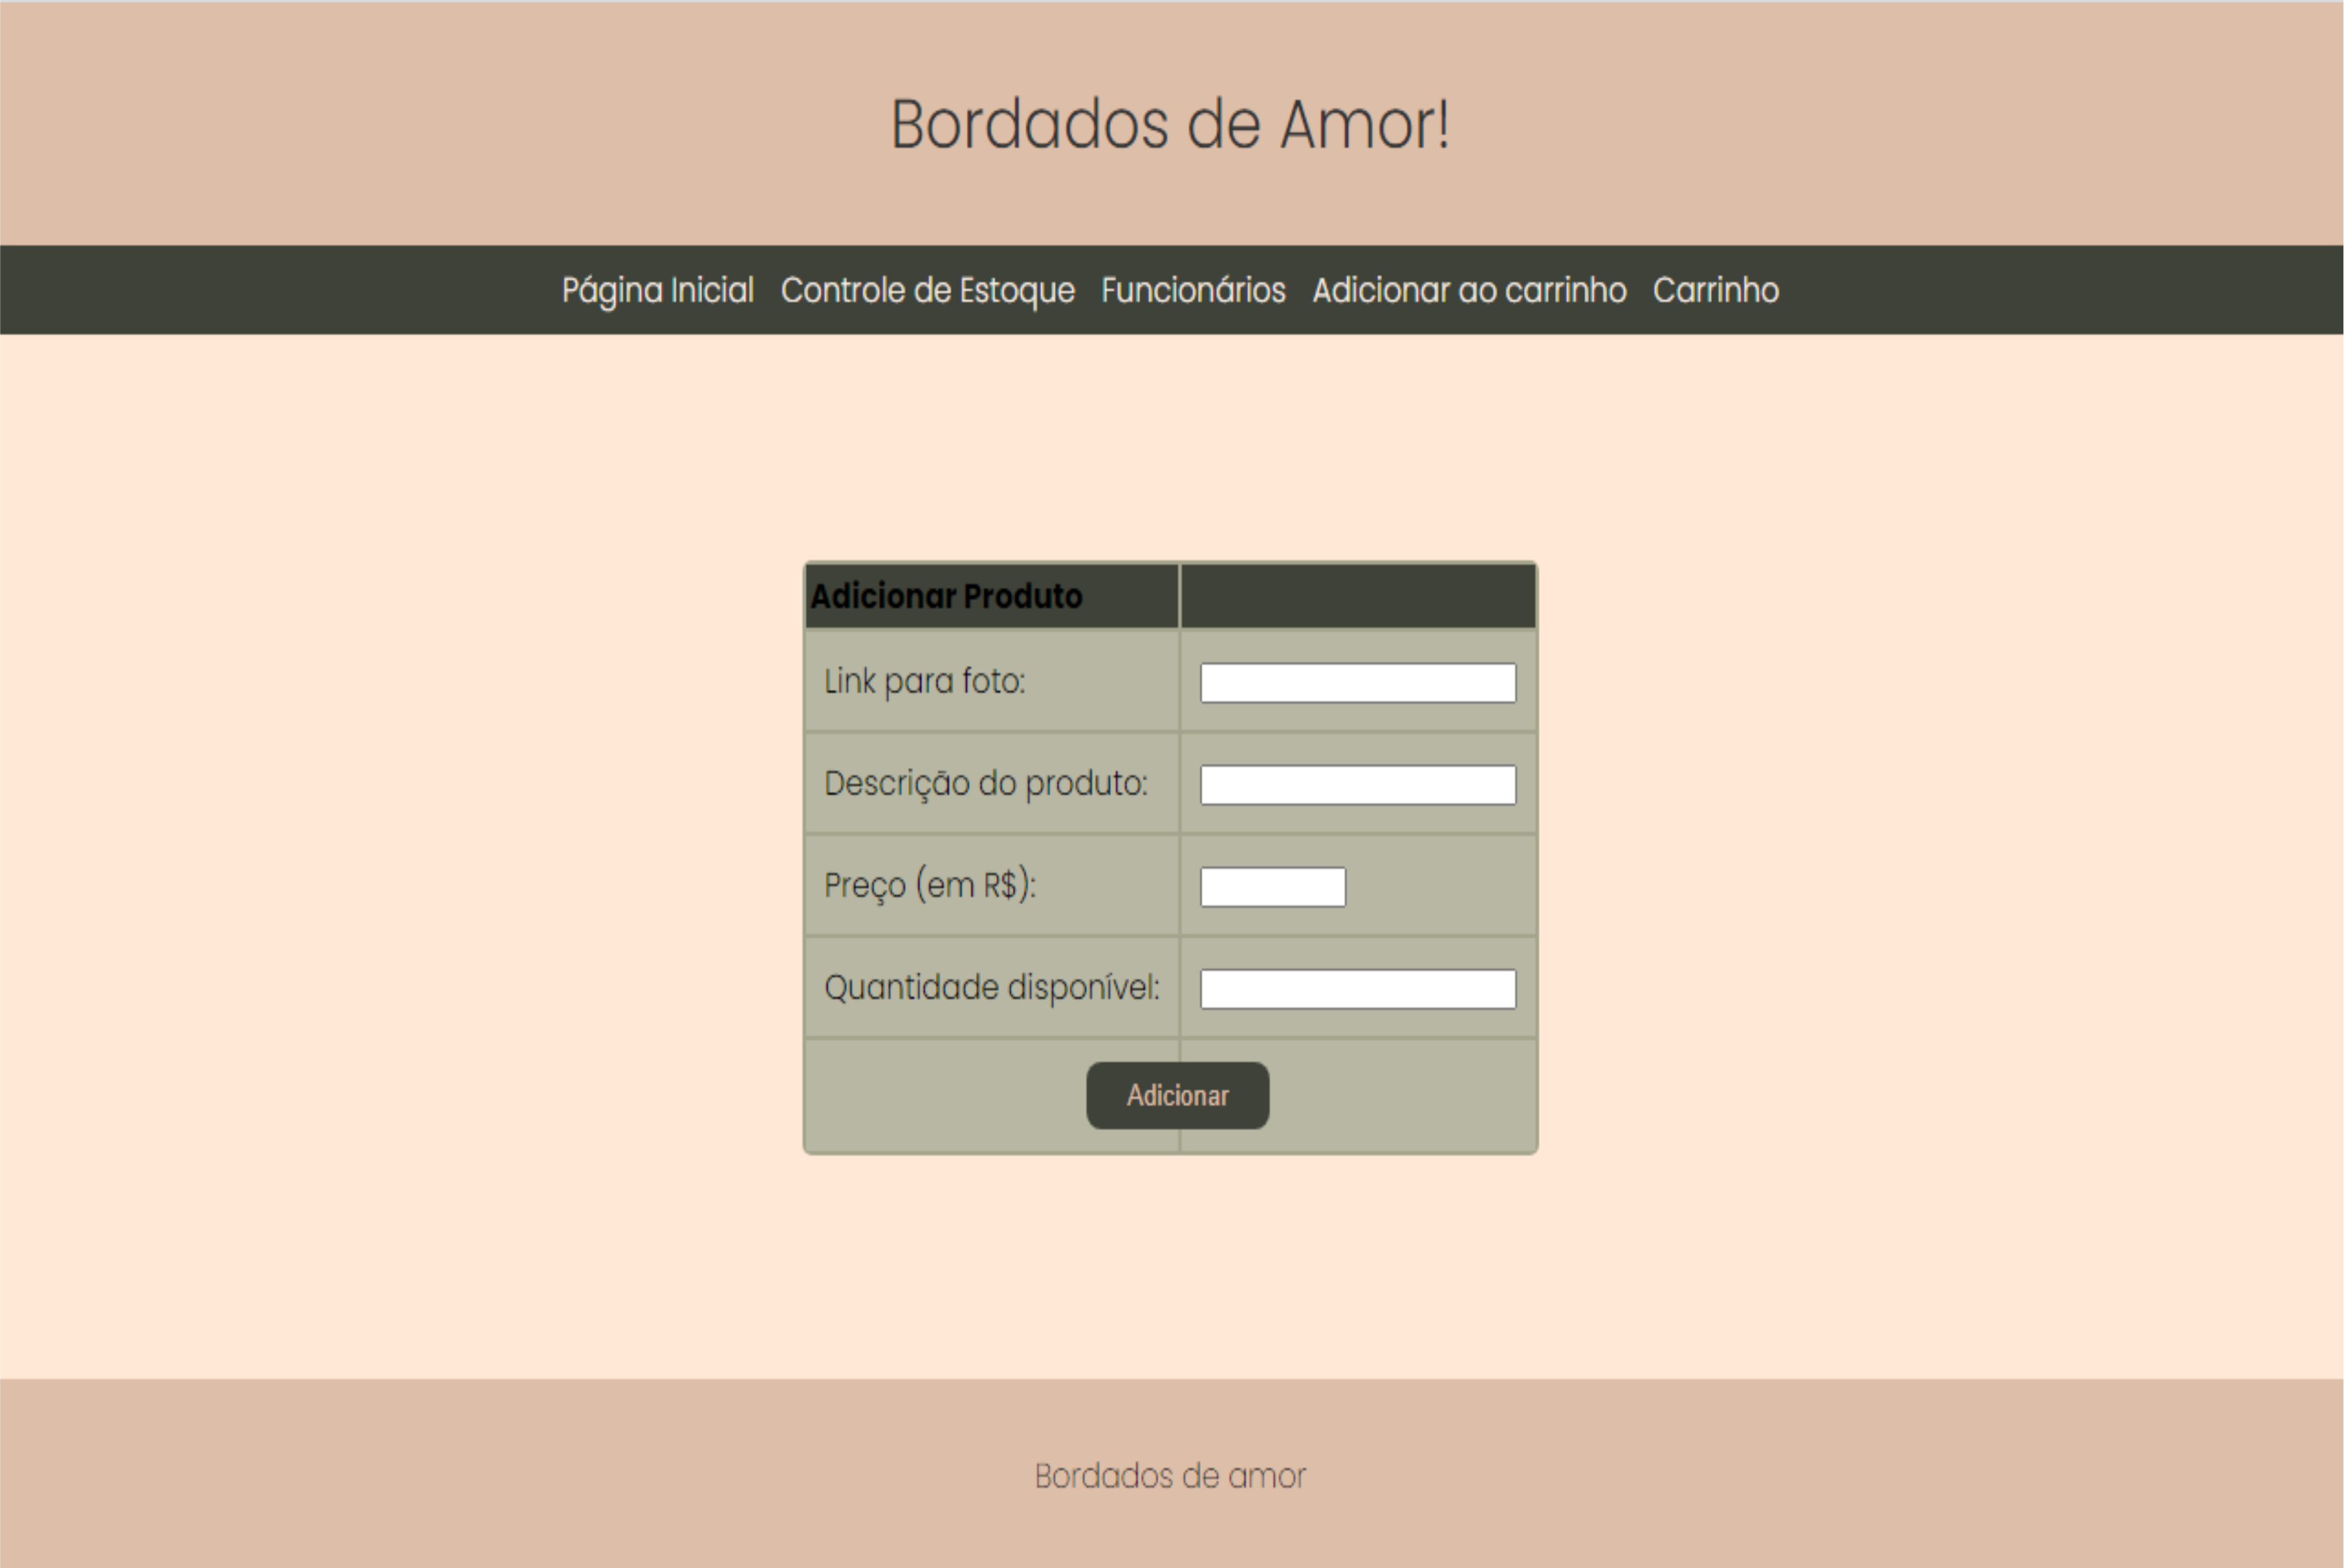 Bordados de Amor!
Página Inicial Controle de Estoque Funcionários Adicionar ao carrinho Carrinho
Adicionar Produto
Link para foto:
Descrição do produto:
Preço (em R$):
Quantidade disponível:
Adicionar
Bordados de amor